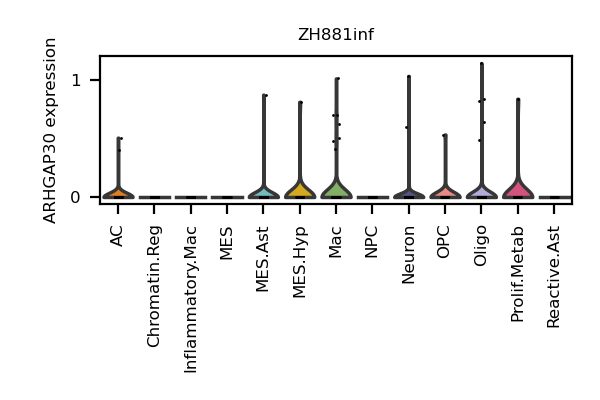 ZH881inf
ARHGAP30 expression
1
0
AC
Chromatin.Reg
Inflammatory.Mac
MES
MES.Ast
MES.Hyp
Mac
NPC
Neuron
OPC
Oligo
Prolif.Metab
Reactive.Ast